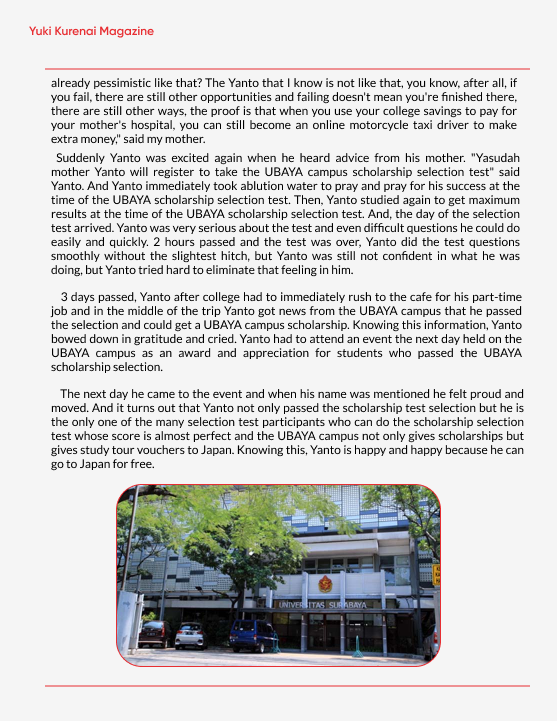 Yuki Kurenai Magazine
already pessimistic like that? The Yanto that I know is not like that, you know, after all, if
you fail, there are still other opportunities and failing doesn't mean you're finished there,
there are still other ways, the proof is that when you use your college savings to pay for
your mother's hospital, you can still become an online motorcycle taxi driver to make
extra money," said my mother.
Suddenly Yanto was excited again when he heard advice from his mother. "Yasudah
mother Yanto will register to take the UBAYA campus scholarship selection test" said
Yanto. And Yanto immediately took ablution water to pray and pray for his success at the
time of the UBAYA scholarship selection test. Then, Yanto studied again to get maximum
results at the time of the UBAYA scholarship selection test. And, the day of the selection
test arrived. Yanto was very serious about the test and even difficult questions he could do
easily and quickly. 2 hours passed and the test was over, Yanto did the test questions
smoothly without the slightest hitch, but Yanto was still not confident in what he was
doing, but Yanto tried hard to eliminate that feeling in him.
3 days passed, Yanto after college had to immediately rush to the cafe for his part-time
job and in the middle of the trip Yanto got news from the UBAYA campus that he passed
the selection and could get a UBAYA campus scholarship. Knowing this information, Yanto
bowed down in gratitude and cried. Yanto had to attend an event the next day held on the
UBAYA campus as an award and appreciation for students who passed the UBAYA
scholarship selection.
The next day he came to the event and when his name was mentioned he felt proud and
moved. And it turns out that Yanto not only passed the scholarship test selection but he is
the only one of the many selection test participants who can do the scholarship selection
test whose score is almost perfect and the UBAYA campus not only gives scholarships but
gives study tour vouchers to Japan. Knowing this, Yanto is happy and happy because he can
go to Japan for free.
UNIVERSITAS SURABAYA